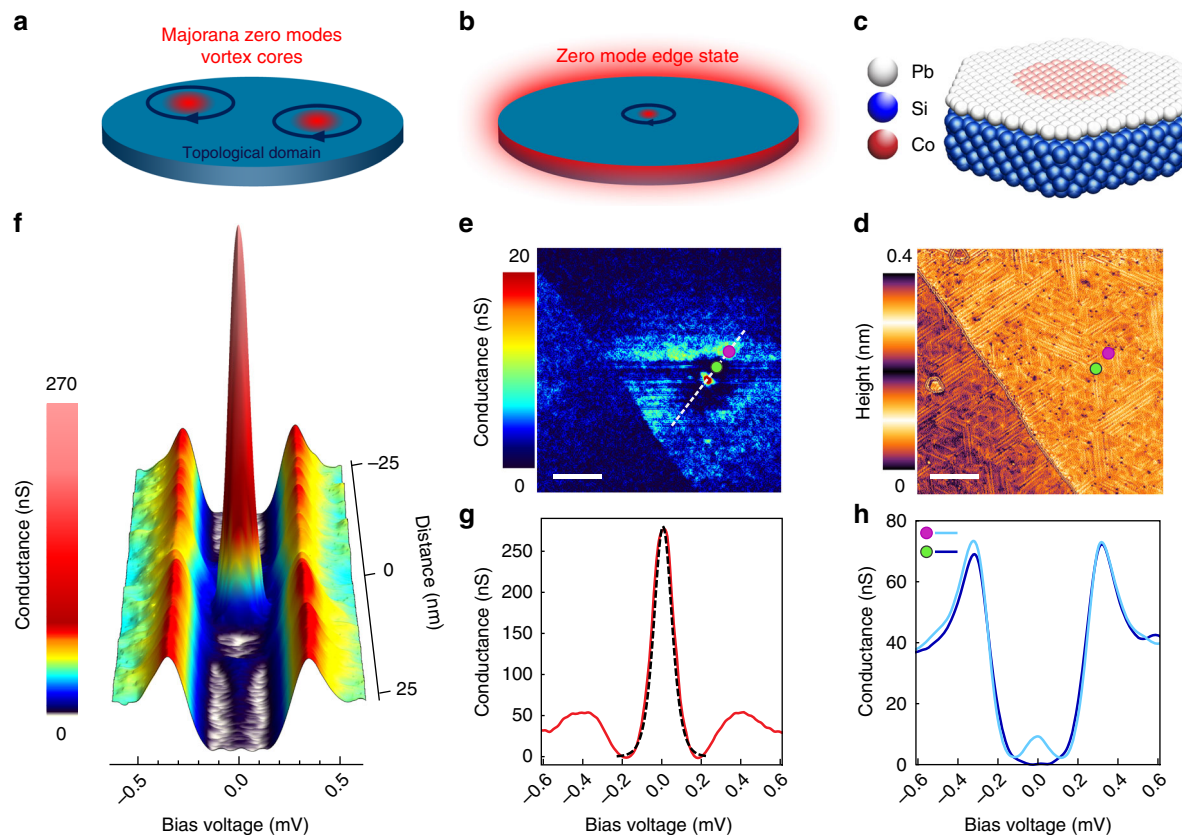 a
Majorana zero modes
vortex cores
Topological domain
b
Zero mode edge state
c
Pb
Si
Co
f
270
0
Conductance (nS)
–25
0
25
Distance (nm)
–0.5
0.0
0.5
Bias voltage (mV)
e
20
0
Conductance (nS)
d
0.4
0
Height (nm)
g
250
200
150
100
50
0
Conductance (nS)
–0.6
–0.4
–0.2
0.0
0.2
0.4
0.6
Bias voltage (mV)
h
80
60
40
20
0
Conductance (nS)
–0.6
–0.4
–0.2
0.0
0.2
0.4
0.6
Bias voltage (mV)